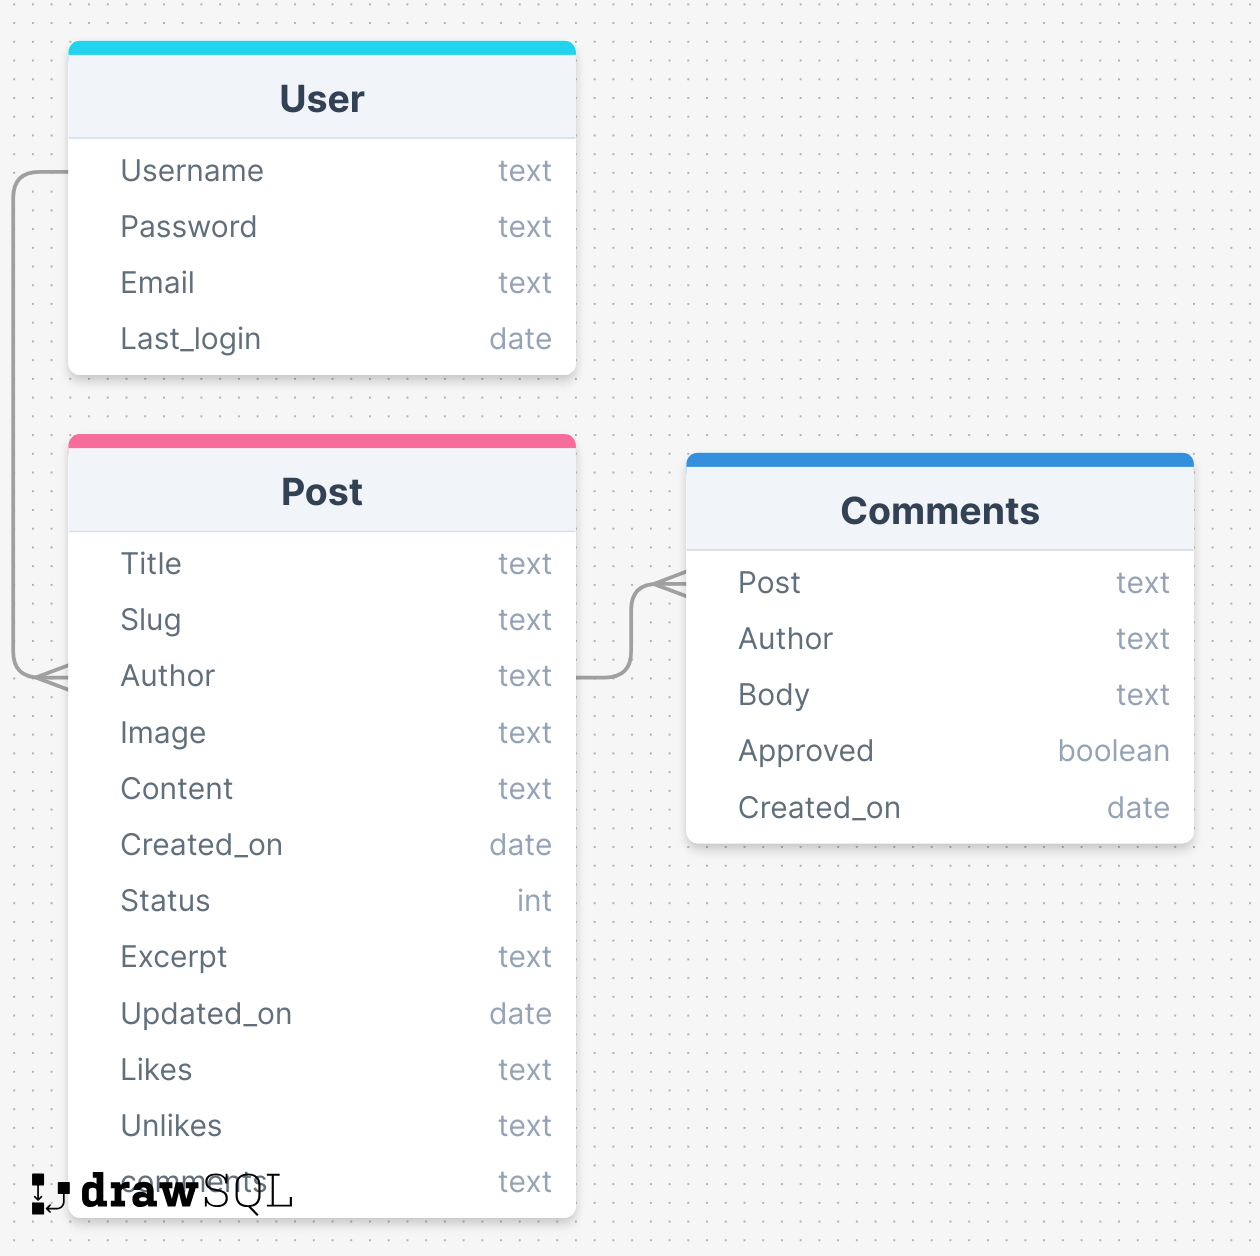 User
Username text
Password text
Email text
Last_login date
Post
Title text
Slug text
Author text
Image text
Content text
Created_on date
Status int
Excerpt text
Updated_on date
Likes text
Unlikes text
comments text
drawSQL
Comments
Post text
Author text
Body text
Approved boolean
Created_on date